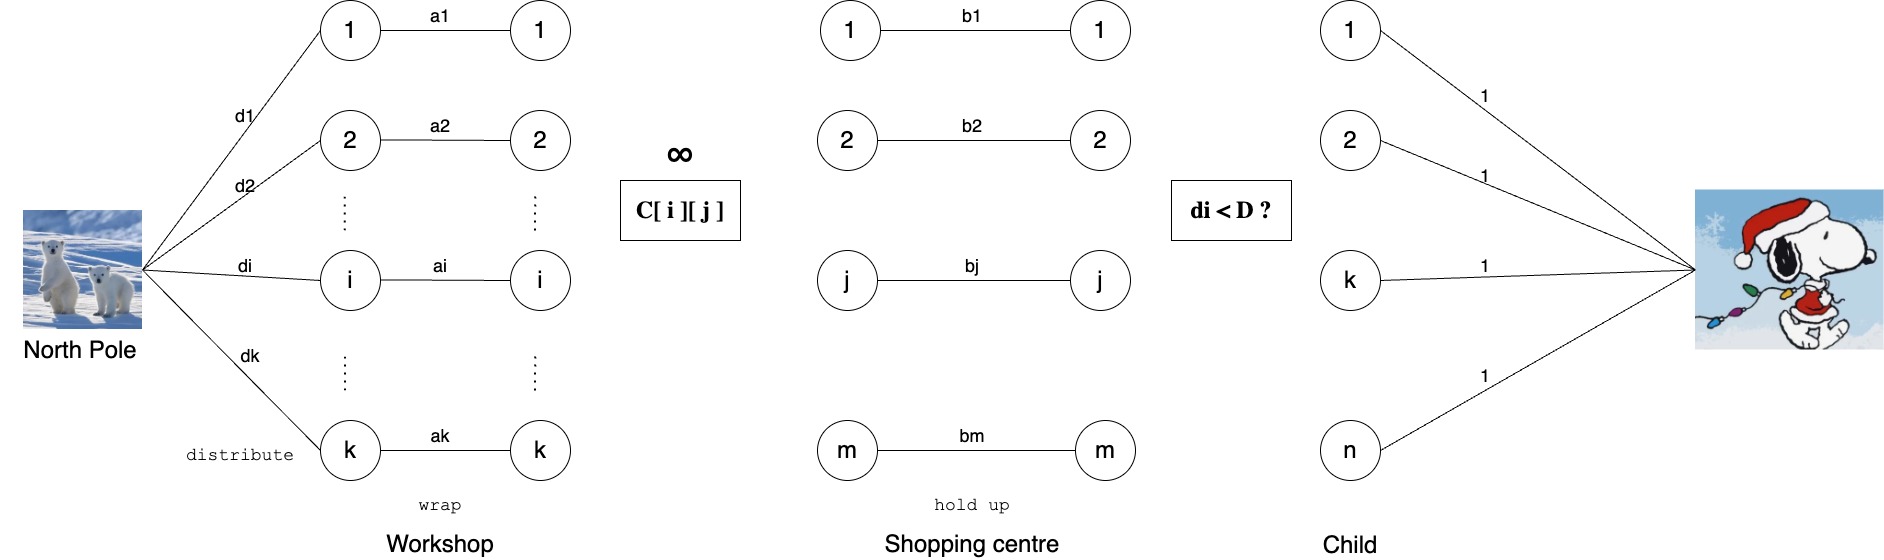 1 a1 1
1 b1 1
1
d1
1
2 a2 2
2 b2 2
2
∞
d2
1
C[ i ][ j ]
di < D ?
di
i ai i
j bj j
k
1
North Pole
dk
1
distribute
k ak k
m bm m
n
wrap
hold up
Workshop
Shopping centre
Child